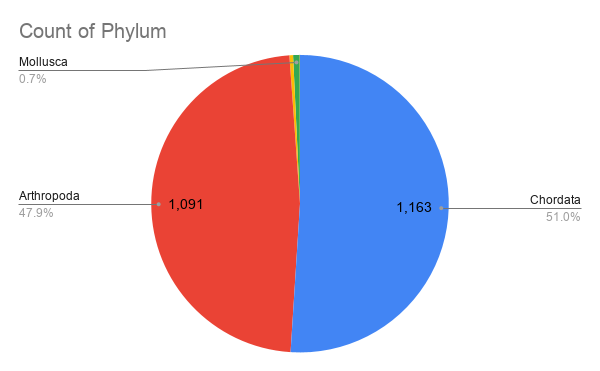 Count of Phylum
Mollusca
0.7%
Arthropoda
47.9%
1,091
1,163
Chordata
51.0%